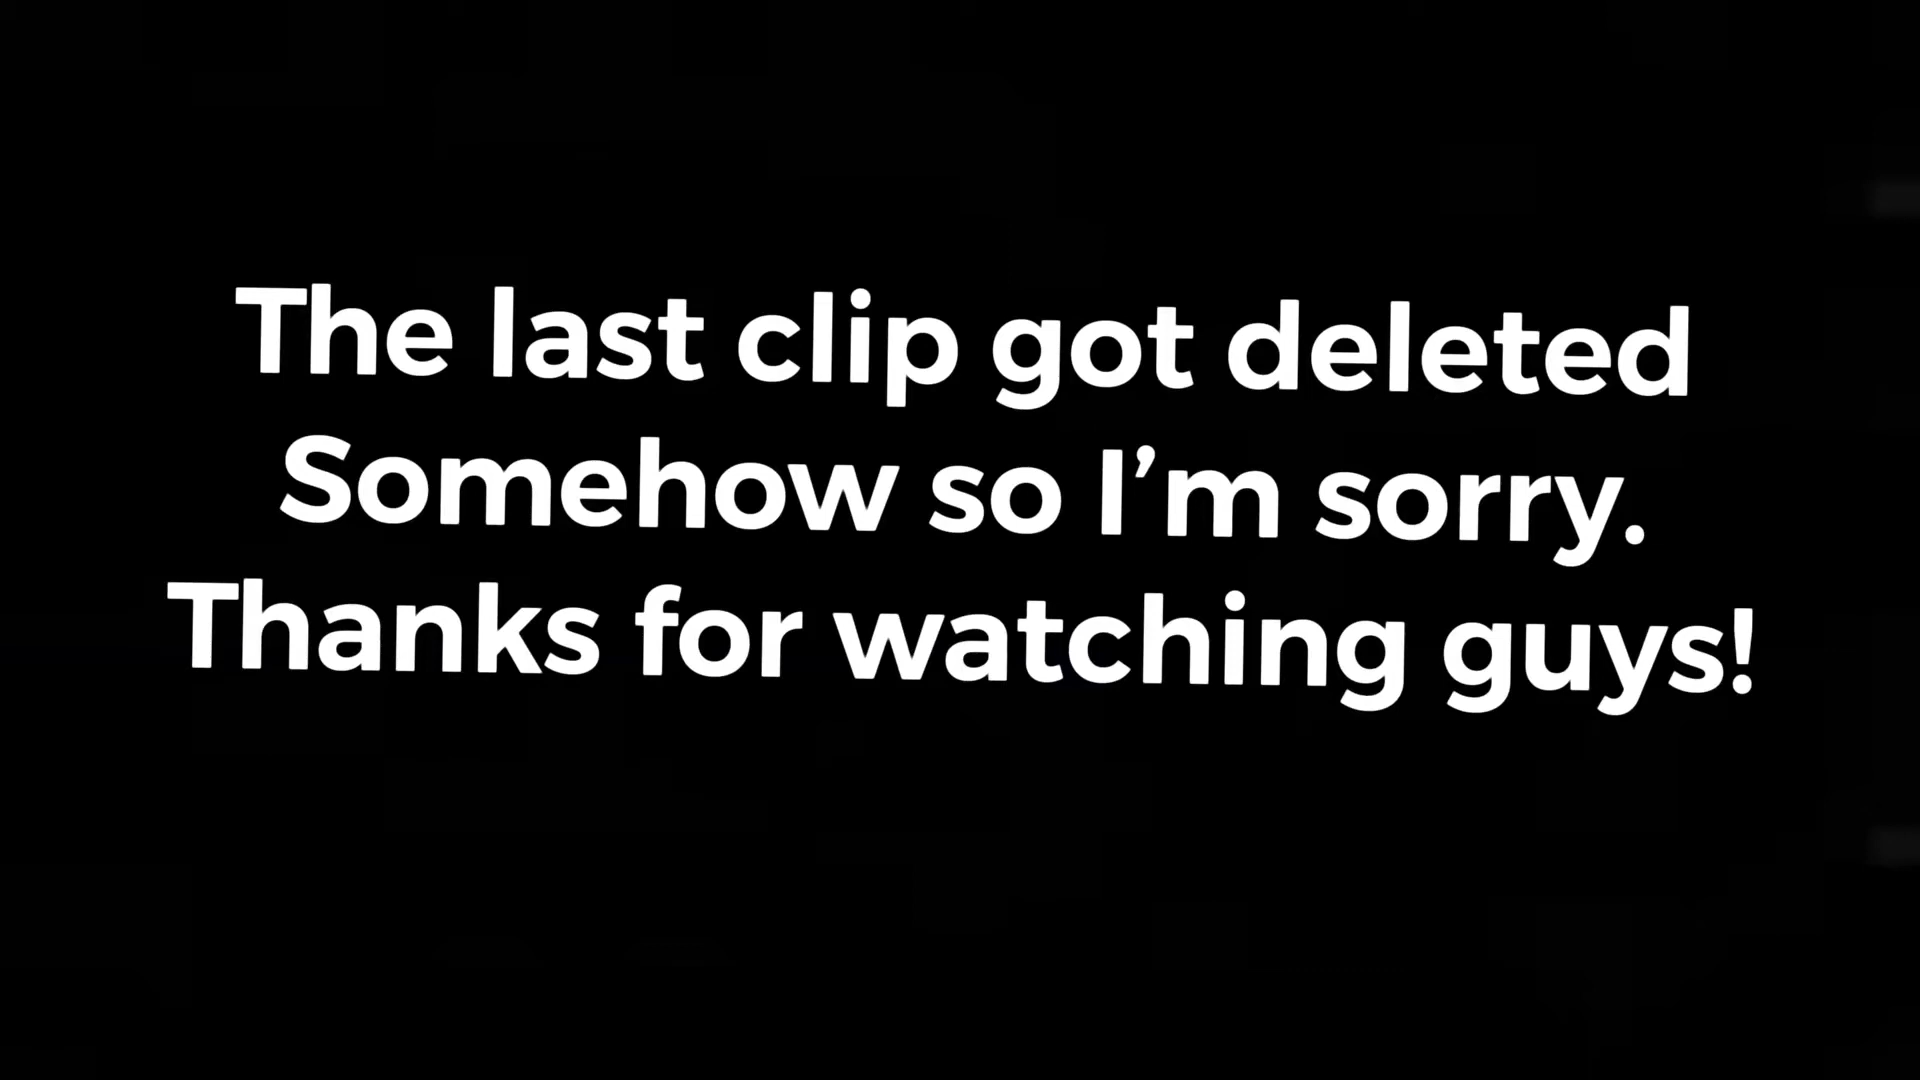 The last clip got deleted
Somehow so I’m sorry.
Thanks for watching guys!